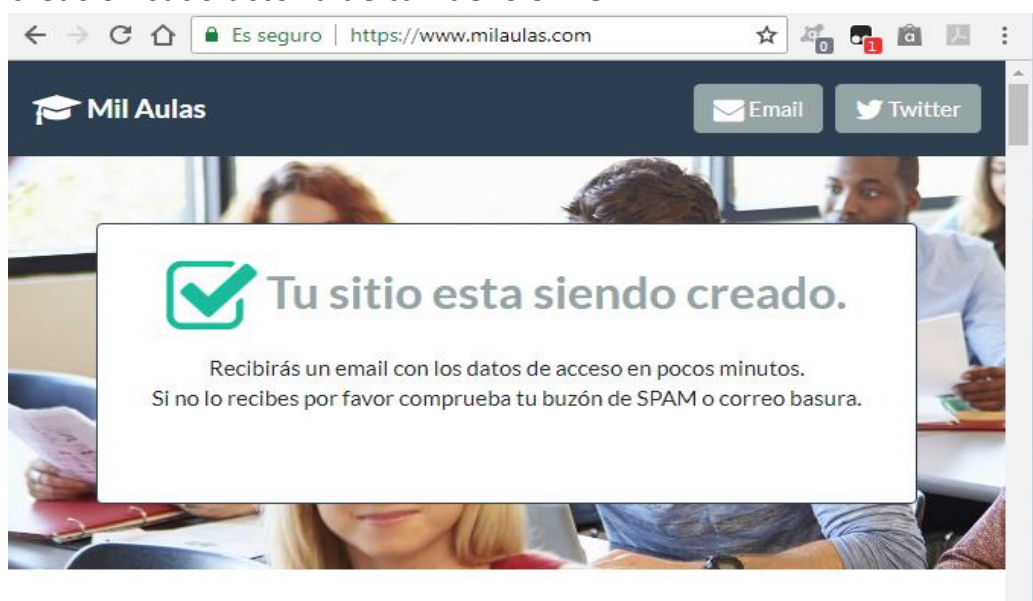 Es seguro | https://www.milaulas.com
0
1
Mil Aulas
Email
Twitter
Tu sitio esta siendo creado.
Recibirás un email con los datos de acceso en pocos minutos.
Si no lo recibes por favor comprueba tu buzón de SPAM o correo basura.